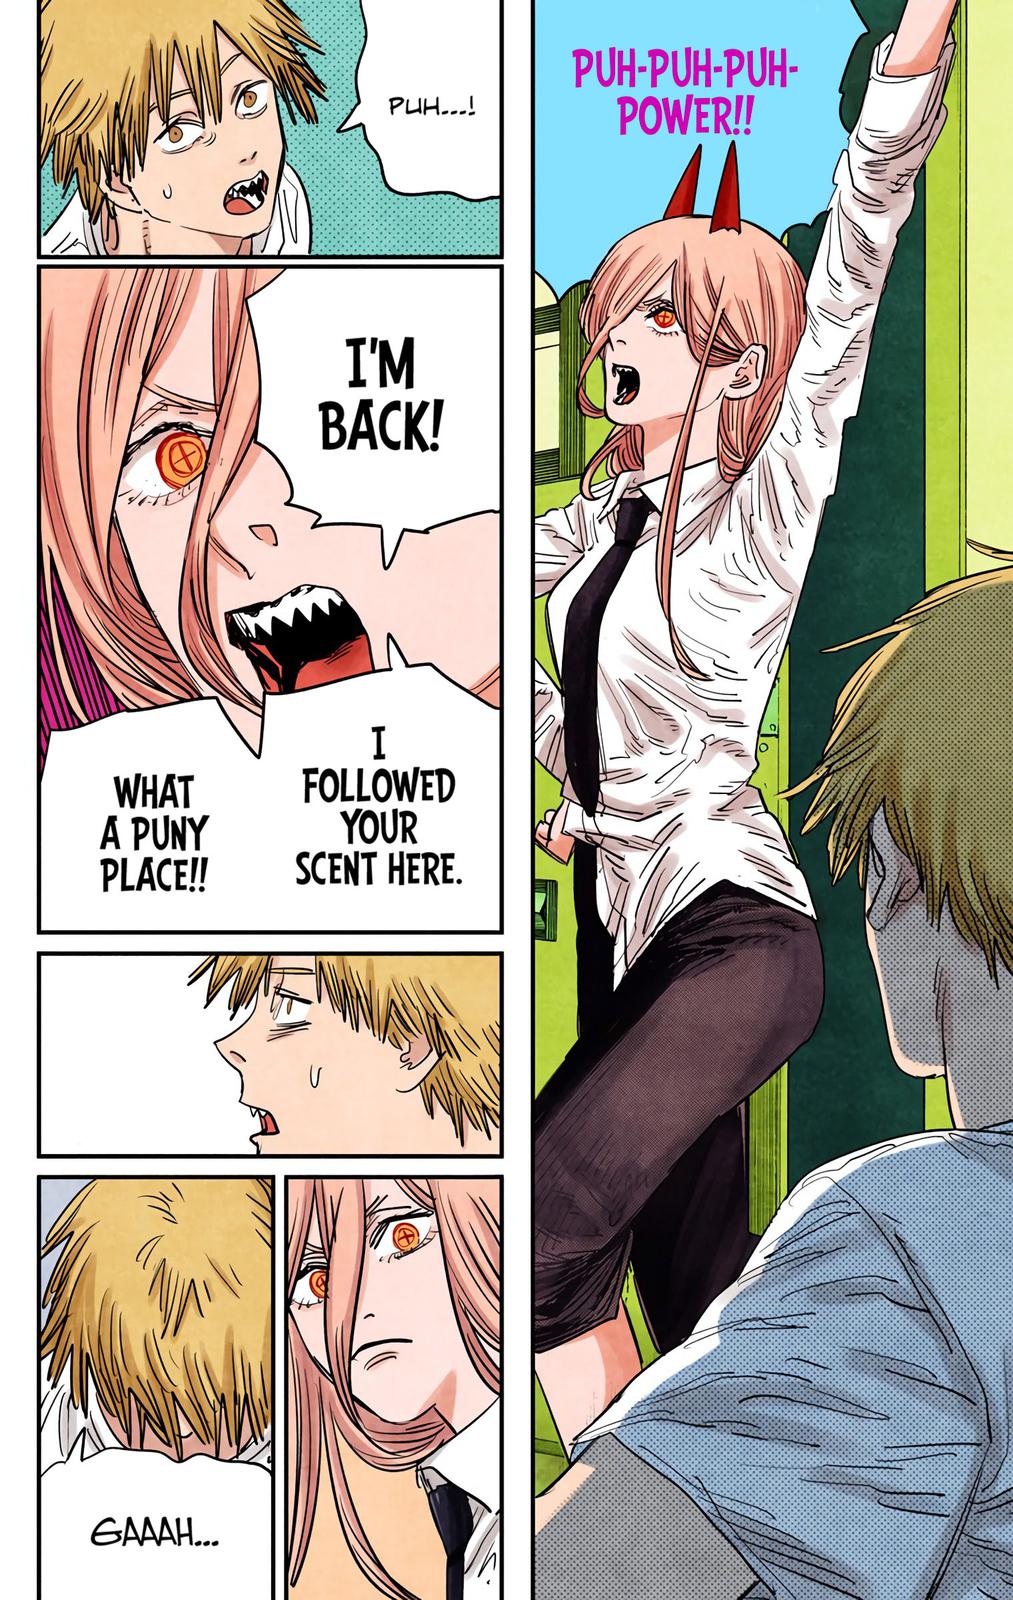 PUH-PUH-PUH-
POWER!!
PUH...!
I'M
BACK!
I
FOLLOWED
YOUR
SCENT HERE.
WHAT
A PUNY
PLACE!!
GAAAH...